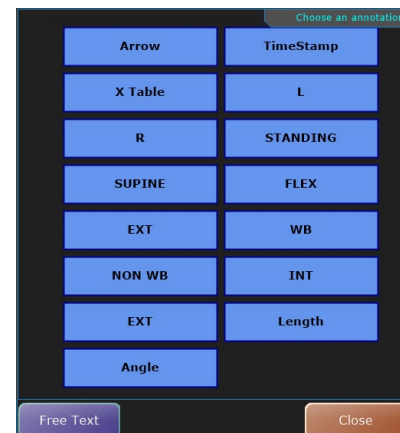 Choose an annotation
Arrow TimeStamp
X Table L
R STANDING
SUPINE FLEX
EXT WB
NON WB INT
EXT Length
Angle
Free Text Close